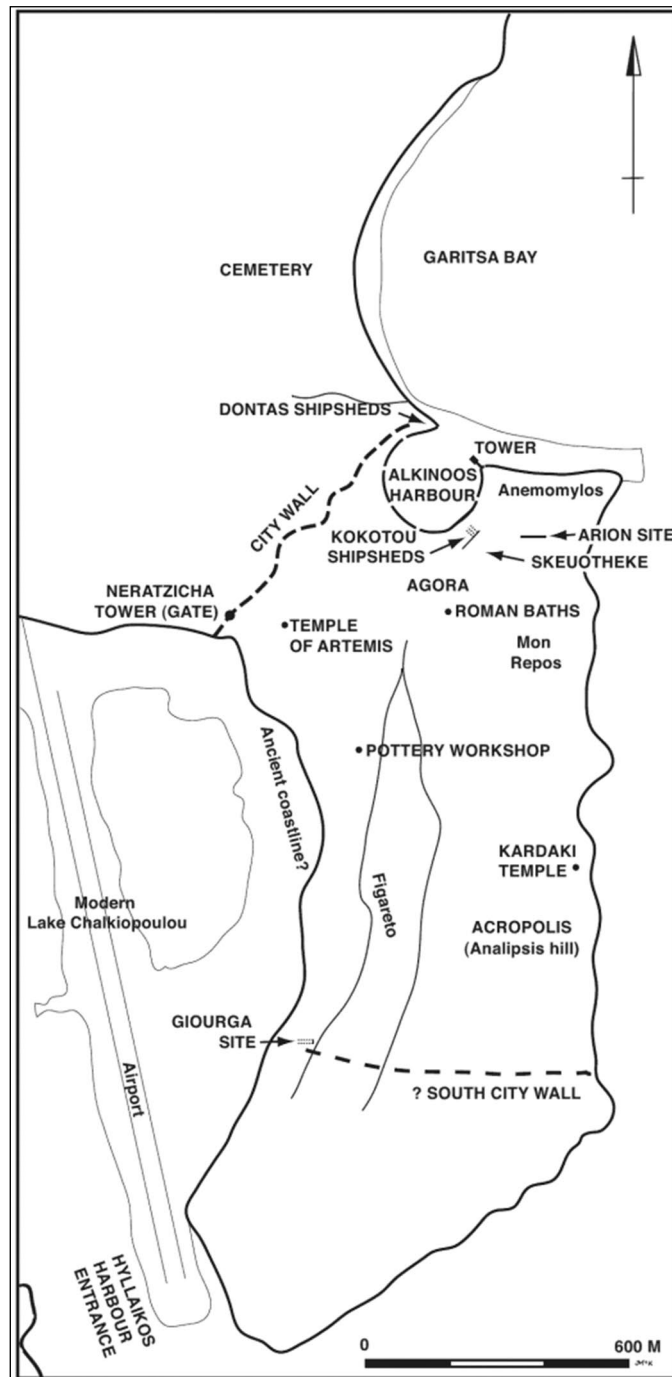 CEMETERY
GARITSA BAY
DONTAS SHIPSHEDS
TOWER
ALKINOOS
HARBOUR
Anemomylos
CITY WALL
KOKOTOU
SHIPSHEDS
ARION SITE
SKEUOTHEKE
NERATZICHA
TOWER (GATE)
AGORA
ROMAN BATHS
TEMPLE
OF ARTEMIS
Mon
Repos
Ancient coastline?
POTTERY WORKSHOP
KARDAKI
TEMPLE
Modern
Lake Chalkiopoulou
Figareto
ACROPOLIS
(Analipsis hill)
GIOURGA
SITE
Airport
? SOUTH CITY WALL
HYLLAIKOS
HARBOUR
ENTRANCE
0
600 M